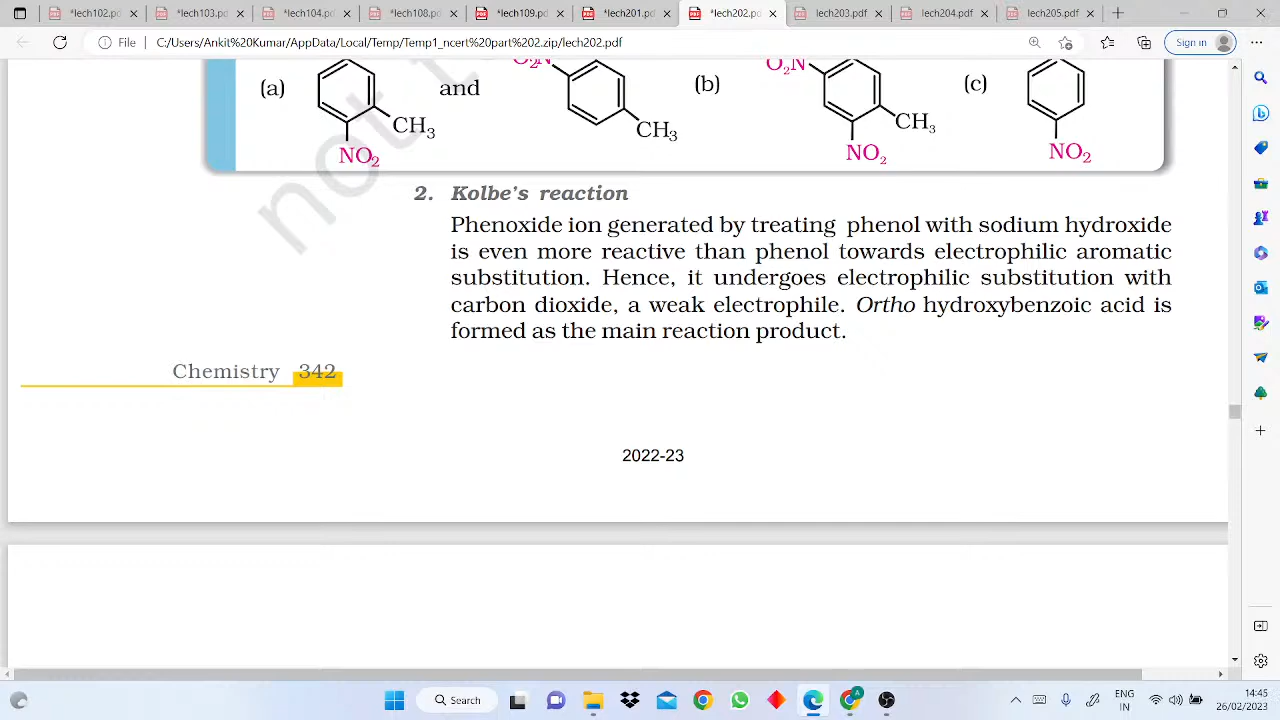 *lech102.pd
*lech103.pd
*lech104.pd
*lech108.pd
*lech109.pd
*lech201.pd
*lech202.pd
lech203.pd
lech204.pdf
lech205.pdf
File C:/Users/Ankit%20Kumar/AppData/Local/Temp/Temp1_ncert%20part%202.zip/lech202.pdf
Sign in
O2N O2N
(a) and (b) (c)
CH3 CH3 CH3
NO2 NO2 NO2
not
2. Kolbe's reaction
Phenoxide ion generated by treating phenol with sodium hydroxide
is even more reactive than phenol towards electrophilic aromatic
substitution. Hence, it undergoes electrophilic substitution with
carbon dioxide, a weak electrophile. Ortho hydroxybenzoic acid is
formed as the main reaction product.
Chemistry 342
2022-23
Search
ENG
IN
14:45
26/02/2023